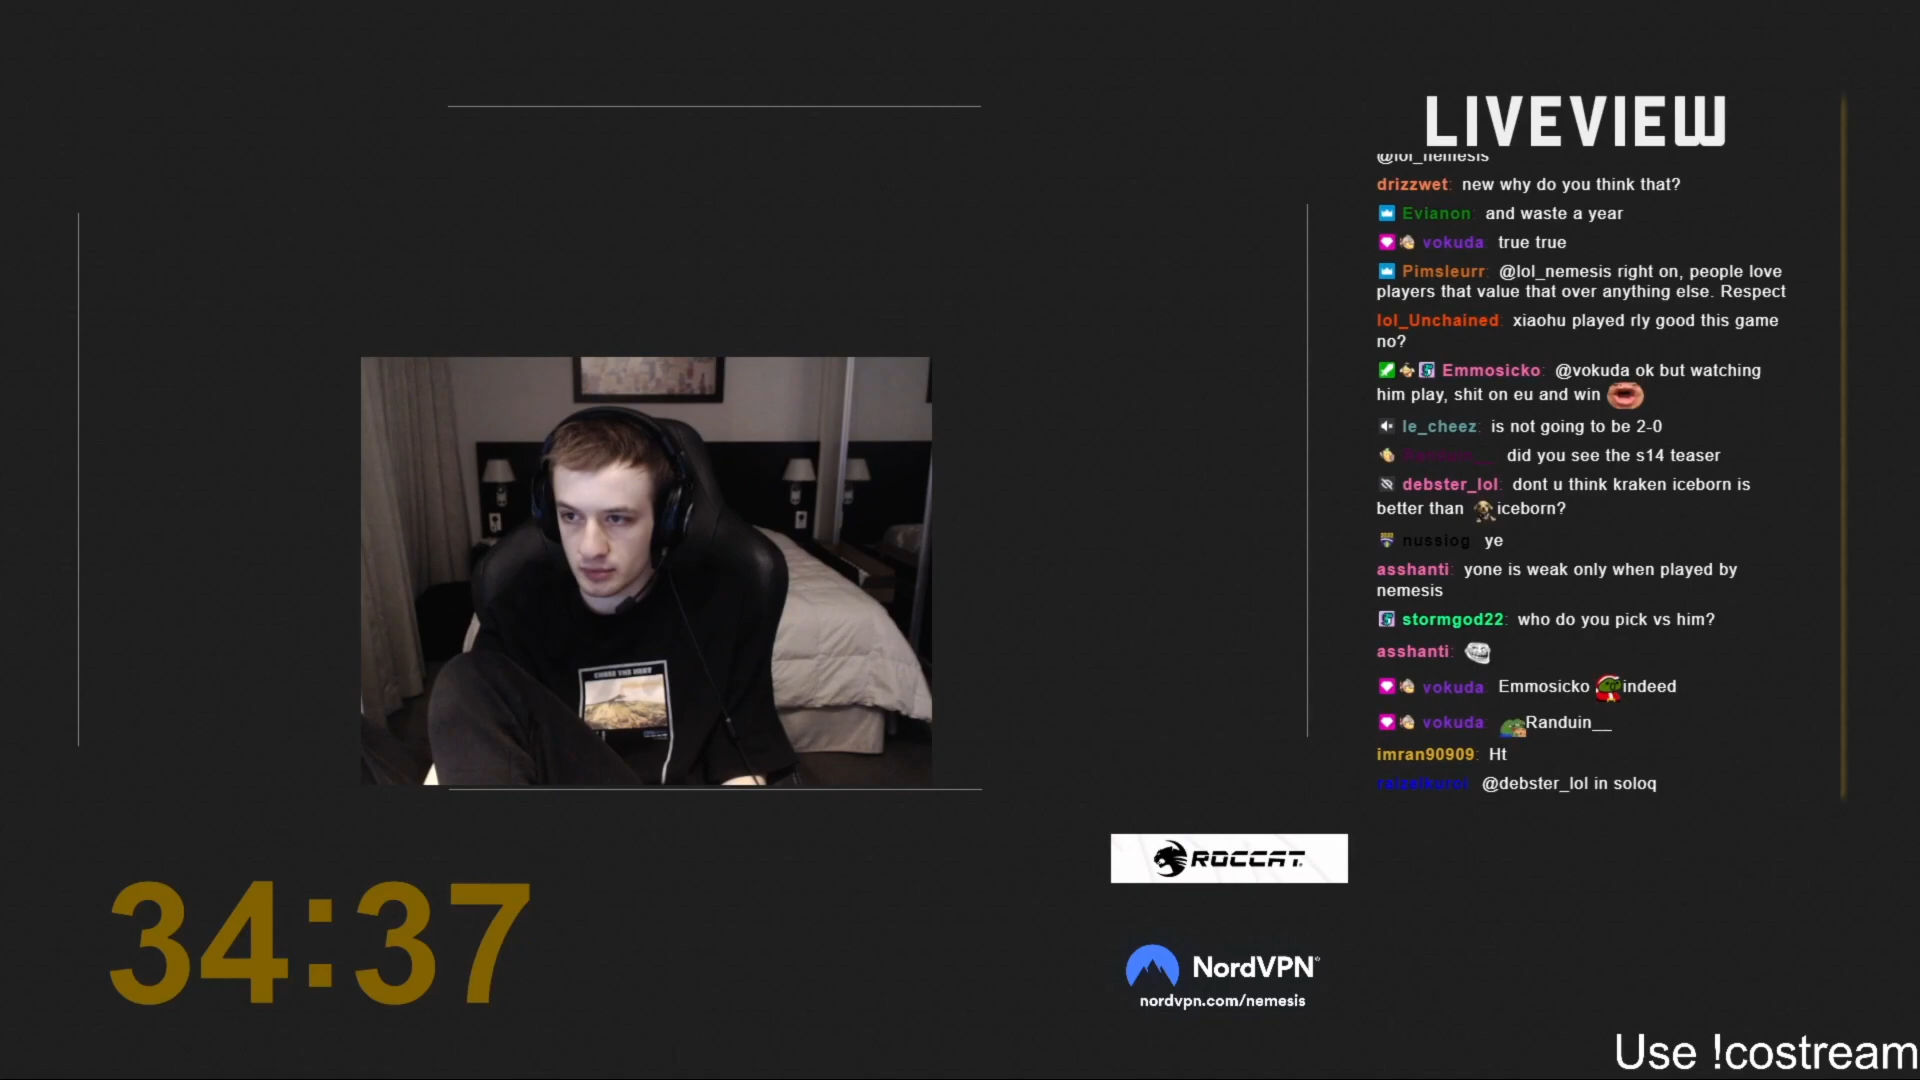 LIVEVIEW
@lol_nemesis
drizzwet: new why do you think that?
Evianon: and waste a year
vokuda: true true
Pimsleurr: @lol_nemesis right on, people love
players that value that over anything else. Respect
lol_Unchained: xiaohu played rly good this game
no?
Emmosicko: @vokuda ok but watching
him play, shit on eu and win
le_cheez: is not going to be 2-0
did you see the s14 teaser
debster_lol: dont u think kraken iceborn is
better than iceborn?
nussiog ye
asshanti: yone is weak only when played by
nemesis
stormgod22: who do you pick vs him?
asshanti:
vokuda: Emmosicko indeed
vokuda: Randuin__
imran90909: Ht
@debster_lol in soloq
CHASE THE HEAT
34:37
ROCCAT
NordVPN®
nordvpn.com/nemesis
Use !costream